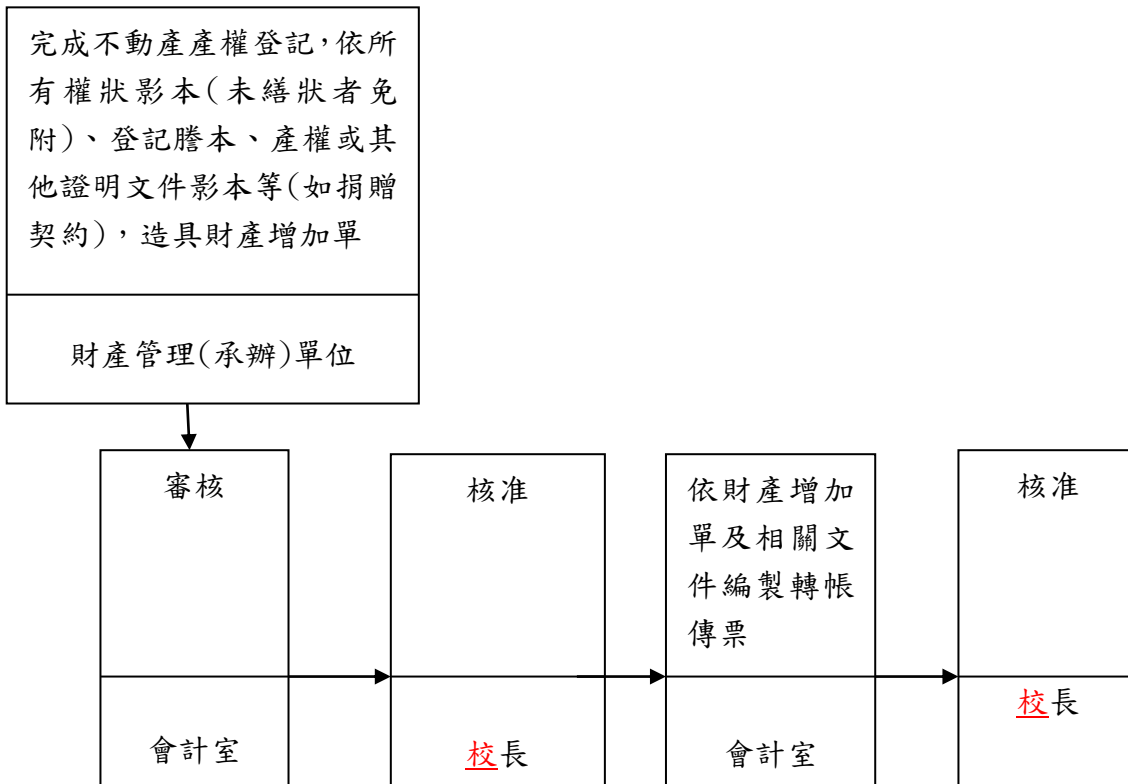 完成不動產產權登記，依所
有權狀影本(未繕狀者免
附)、登記謄本、產權或其
他證明文件影本等(如捐贈
契約)，造具財產增加單
財產管理(承辦)單位
審核
會計室
核准
校長
依財產增加
單及相關文
件編製轉帳
傳票
會計室
核准
校長